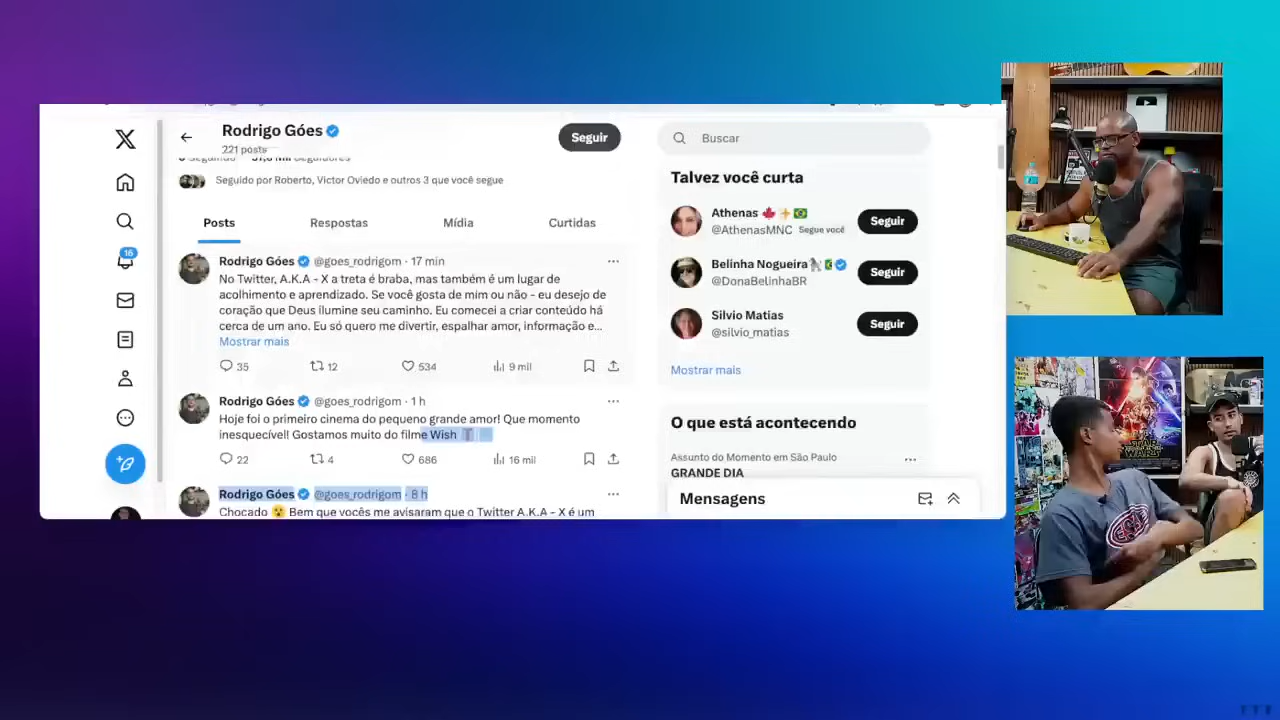 Rodrigo Góes
221 posts
Seguir
Buscar
Seguido por Roberto, Victor Oviedo e outros 3 que você segue
Posts
Respostas
Mídia
Curtidas
Rodrigo Góes @goes_rodrigom · 17 min
No Twitter, A.K.A - X a treta é braba, mas também é um lugar de
acolhimento e aprendizado. Se você gosta de mim ou não - eu desejo de
coração que Deus ilumine seu caminho. Eu comecei a criar conteúdo há
cerca de um ano. Eu só quero me divertir, espalhar amor, informação e...
Mostrar mais
35
12
534
9 mil
Rodrigo Góes @goes_rodrigom · 1 h
Hoje foi o primeiro cinema do pequeno grande amor! Que momento
inesquecível! Gostamos muito do filme Wish
22
4
686
16 mil
Rodrigo Góes @goes_rodrigom · 8 h
Chocado 😮 Bem que vocês me avisaram que o Twitter A.K.A - X é um
16
Talvez você curta
Athenas 🍁✨🇧🇷
@AthenasMNC Segue você
Seguir
Belinha Nogueira
@DonaBelinhaBR
Seguir
Silvio Matias
@silvio_matias
Seguir
Mostrar mais
O que está acontecendo
Assunto do Momento em São Paulo
GRANDE DIA
Mensagens
STAR
WARS